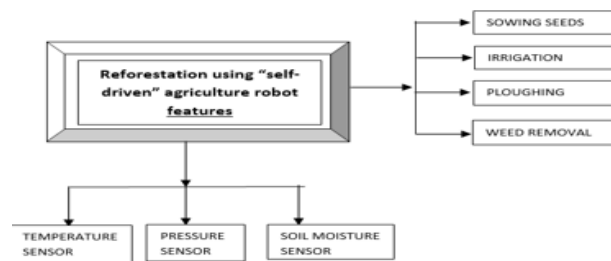 Reforestation using “self-
driven” agriculture robot
features
SOWING SEEDS
IRRIGATION
PLOUGHING
WEED REMOVAL
TEMPERATURE
SENSOR
PRESSURE
SENSOR
SOIL MOISTURE
SENSOR